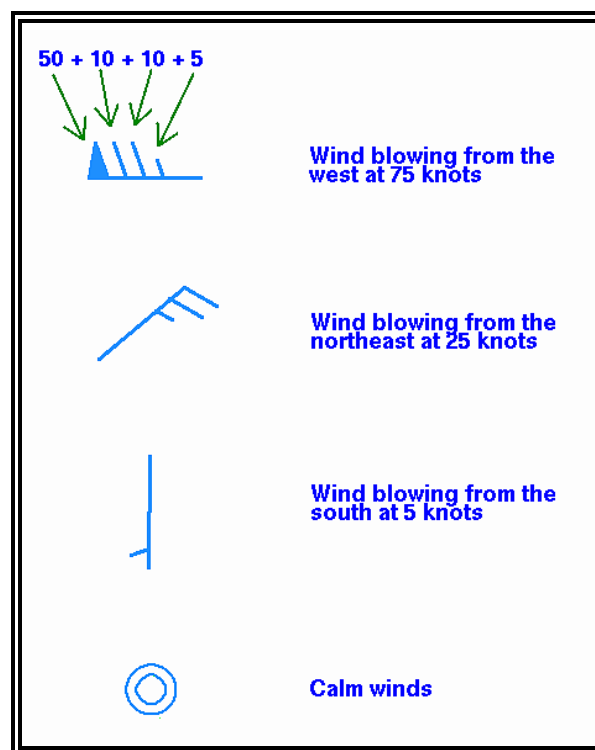 50 + 10 + 10 + 5
Wind blowing from the
west at 75 knots
Wind blowing from the
northeast at 25 knots
Wind blowing from the
south at 5 knots
Calm winds